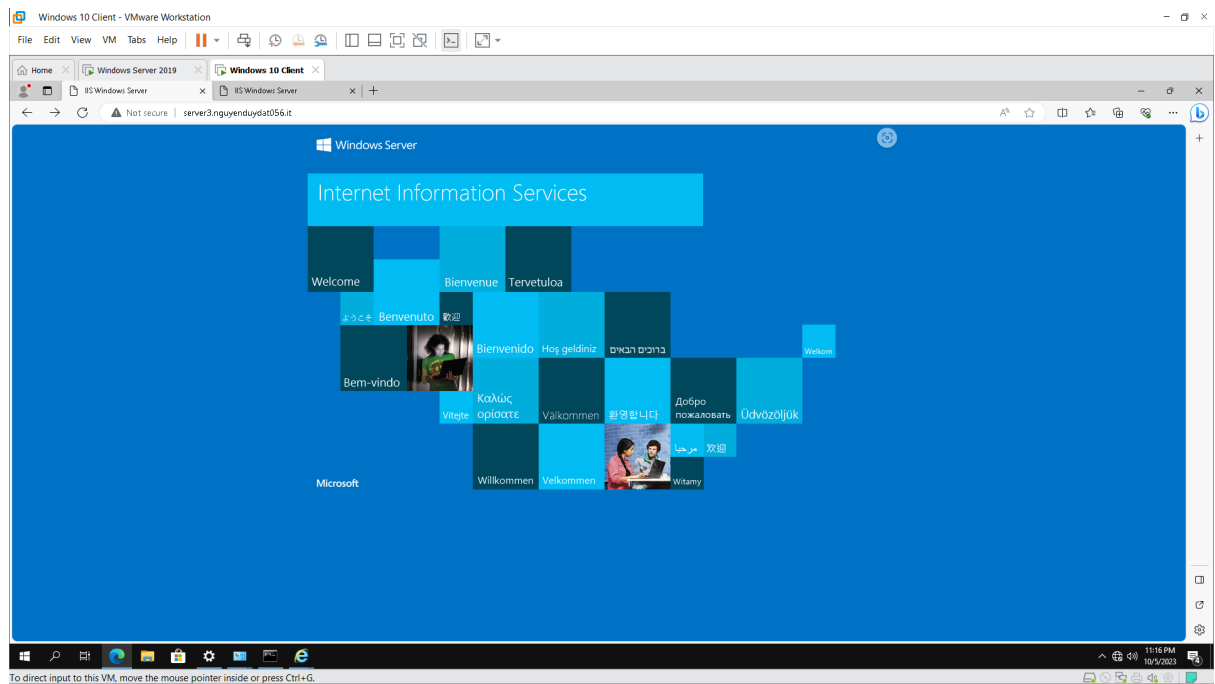 Windows 10 Client - VMware Workstation
File Edit View VM Tabs Help
Home Windows Server 2019 Windows 10 Client
IIS Windows Server IIS Windows Server
Not secure server3.nguyenduydat056.it
Windows Server
Internet Information Services
Welcome Bienvenue Tervetuloa
ようこそ Benvenuto 歡迎
Bienvenido Hoş geldiniz ברוכים הבאים Welkom
Bem-vindo
Vítejte Καλώς
ορίσατε Välkommen 환영합니다 Добро
пожаловать Üdvözöljük
مرحبا 欢迎
Microsoft Willkommen Velkommen Witamy
11:16 PM
10/5/2023
4
To direct input to this VM, move the mouse pointer inside or press Ctrl+G.